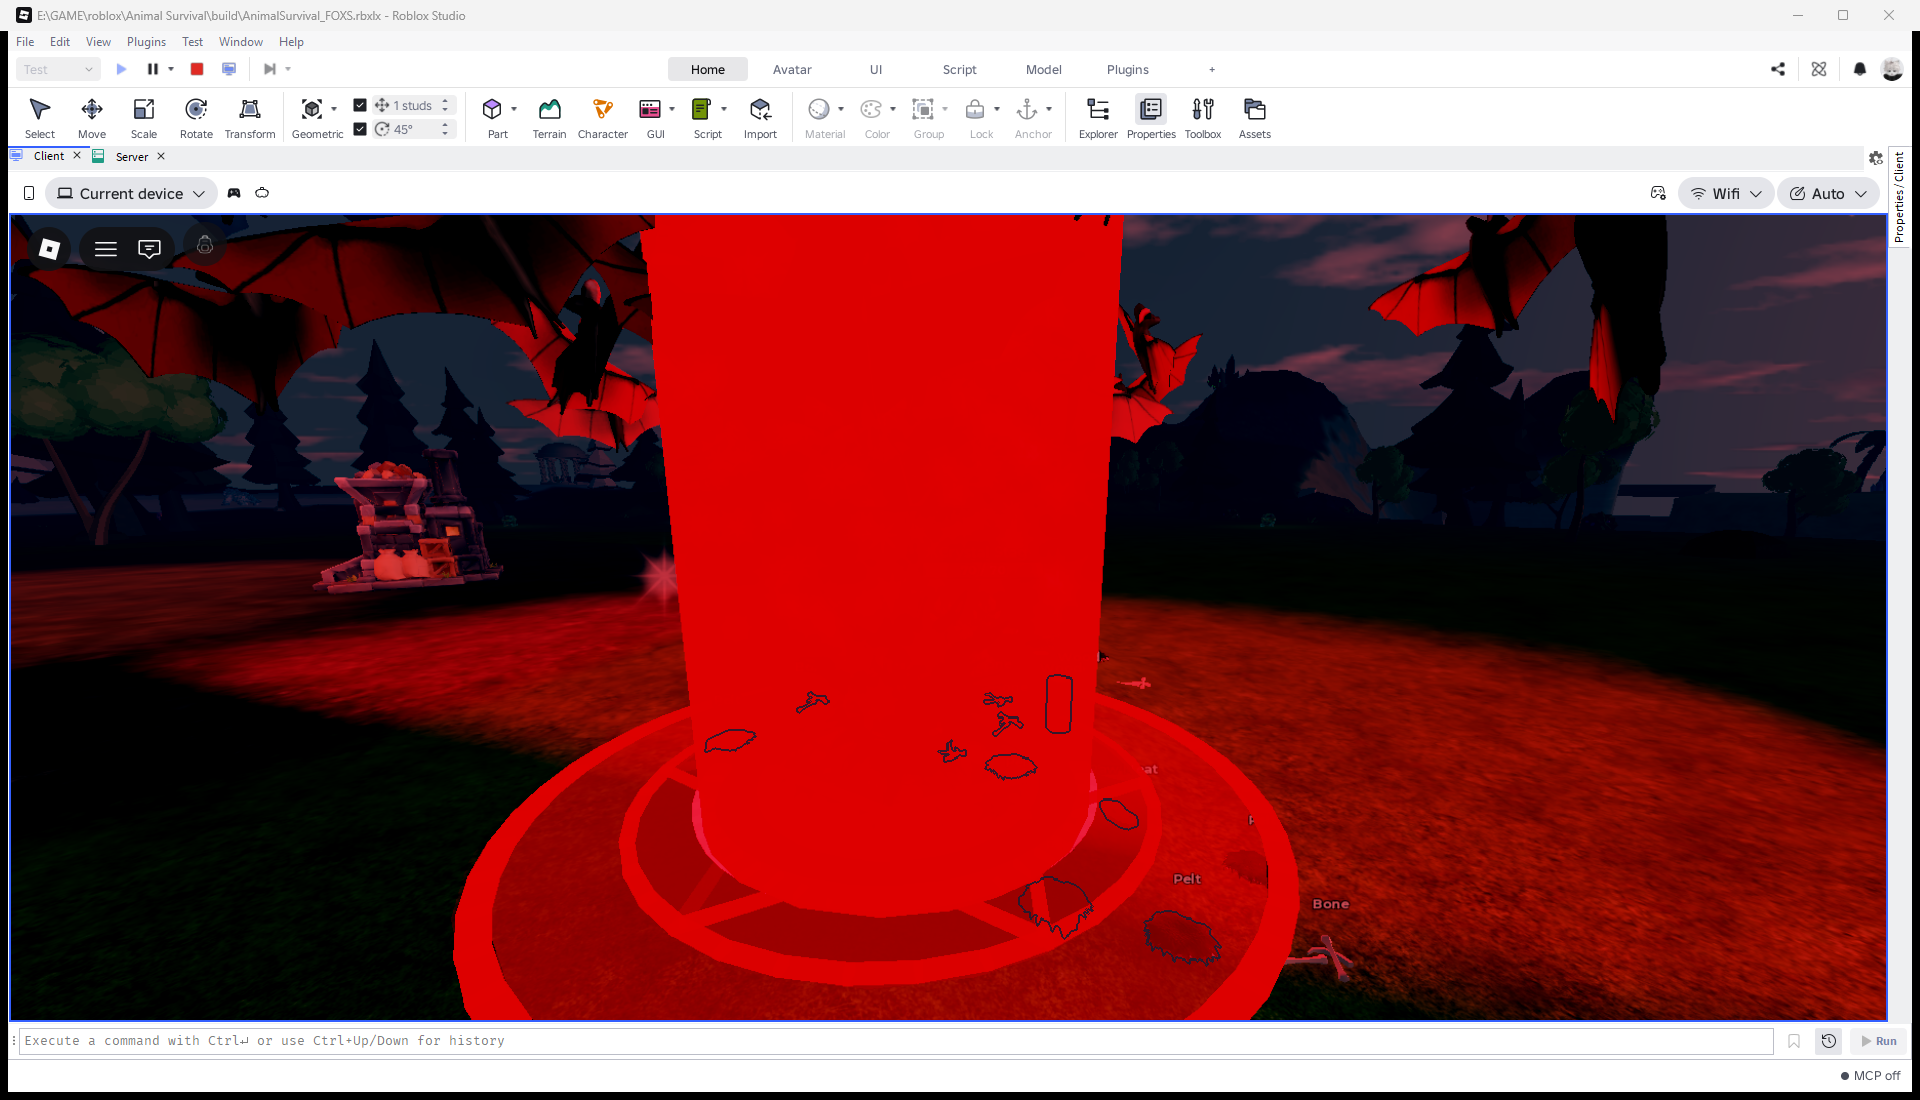 E:\GAME\roblox\Animal Survival\build\AnimalSurvival_FOXS.rbxlx - Roblox Studio
File Edit View Plugins Test Window Help
Test
Home Avatar UI Script Model Plugins +
1 studs
45°
Select Move Scale Rotate Transform Geometric Part Terrain Character GUI Script Import Material Color Group Lock Anchor Explorer Properties Toolbox Assets
Client Server
Properties / Client
Current device Wifi Auto
Pelt
Bone
Execute a command with Ctrl↵ or use Ctrl+Up/Down for history
Run
MCP off